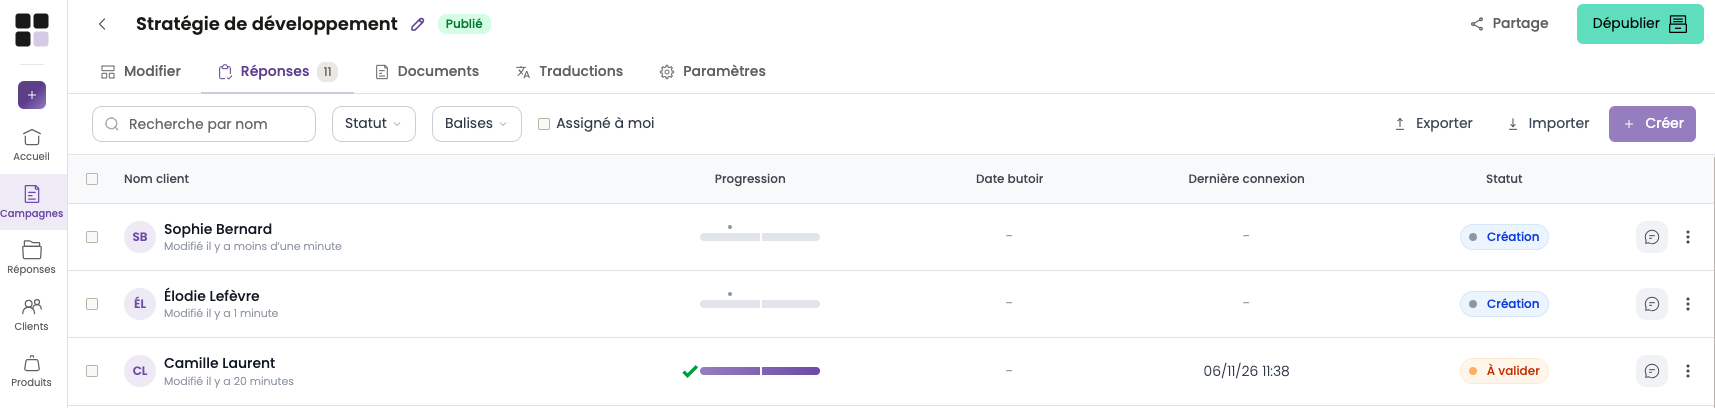 Stratégie de développement Publié Partage Dépublier
Modifier Réponses 11 Documents Traductions Paramètres
Recherche par nom Statut Balises Assigné à moi Exporter Importer + Créer
+
Accueil
Campagnes
Réponses
Clients
Produits
Nom client Progression Date butoir Dernière connexion Statut
SB Sophie Bernard - - Création
Modifié il y a moins d'une minute
ÉL Élodie Lefèvre - - Création
Modifié il y a 1 minute
CL Camille Laurent - 06/11/26 11:38 À valider
Modifié il y a 20 minutes